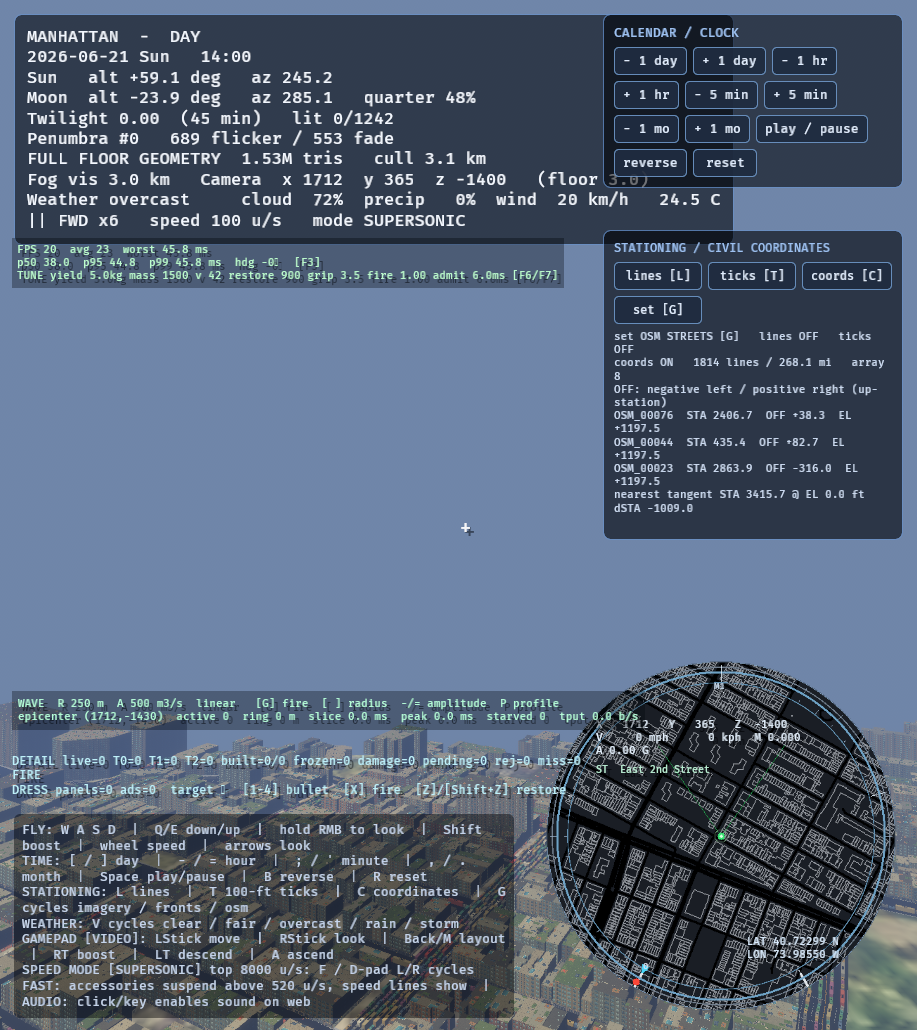 MANHATTAN - DAY
2026-06-21 Sun 14:00
Sun alt +59.1 deg az 245.2
Moon alt -23.9 deg az 285.1 quarter 48%
Twilight 0.00 (45 min) lit 0/1242
Penumbra #0 689 flicker / 553 fade
FULL FLOOR GEOMETRY 1.53M tris cull 3.1 km
Fog vis 3.0 km Camera x 1712 y 365 z -1400 (floor 3.0)
Weather overcast cloud 72% precip 0% wind 20 km/h 24.5 C
|| FWD x6 speed 100 u/s mode SUPERSONIC
CALENDAR / CLOCK
- 1 day + 1 day - 1 hr
+ 1 hr - 5 min + 5 min
- 1 mo + 1 mo play / pause
reverse reset
FPS 20 avg 23 worst 45.8 ms
p50 38.0 p95 44.8 p99 45.8 ms hdg -0 [F3]
TUNE yield 5.0kg mass 1500 v 42 restore 900 grip 3.5 fire 1.00 admit 6.0ms [F6/F7]
STATIONING / CIVIL COORDINATES
lines [L] ticks [T] coords [C]
set [G]
set OSM STREETS [G] lines OFF ticks
OFF
coords ON 1814 lines / 268.1 mi array
8
OFF: negative left / positive right (up-
station)
OSM_00076 STA 2406.7 OFF +38.3 EL
+1197.5
OSM_00044 STA 435.4 OFF +82.7 EL
+1197.5
OSM_00023 STA 2863.9 OFF -316.0 EL
+1197.5
nearest tangent STA 3415.7 @ EL 0.0 ft
dSTA -1009.0
WAVE R 250 m A 500 m3/s linear [G] fire [ ] radius -/= amplitude P profile
epicenter (1712,-1430) active 0 ring 0 m slice 0.0 ms peak 0.0 ms starved 0 tput 0.0 b/s
DETAIL live=0 T0=0 T1=0 T2=0 built=0/0 frozen=0 damaged=0 pending=0 rej=0 miss=0
FIRE
DRESS panels=0 ads=0 target [1-4] bullet [X] fire [Z]/[Shift+Z] restore
1712 Y 365 Z -1400
V 0 mph 0 kph M 0.000
A 0.00 G
ST East 2nd Street
LAT 40.72299 N
LON 73.98550 W
FLY: W A S D | Q/E down/up | hold RMB to look | Shift
boost | wheel speed | arrows look
TIME: [ / ] day | - / = hour | ; / ' minute | , / .
month | Space play/pause | B reverse | R reset
STATIONING: L lines | T 100-ft ticks | C coordinates | G
cycles imagery / fronts / osm
WEATHER: V cycles clear / fair / overcast / rain / storm
GAMEPAD [VIDEO]: LStick move | RStick look | Back/M layout
| RT boost | LT descend | A ascend
SPEED MODE [SUPERSONIC] top 8000 u/s: F / D-pad L/R cycles
FAST: accessories suspend above 520 u/s, speed lines show |
AUDIO: click/key enables sound on web